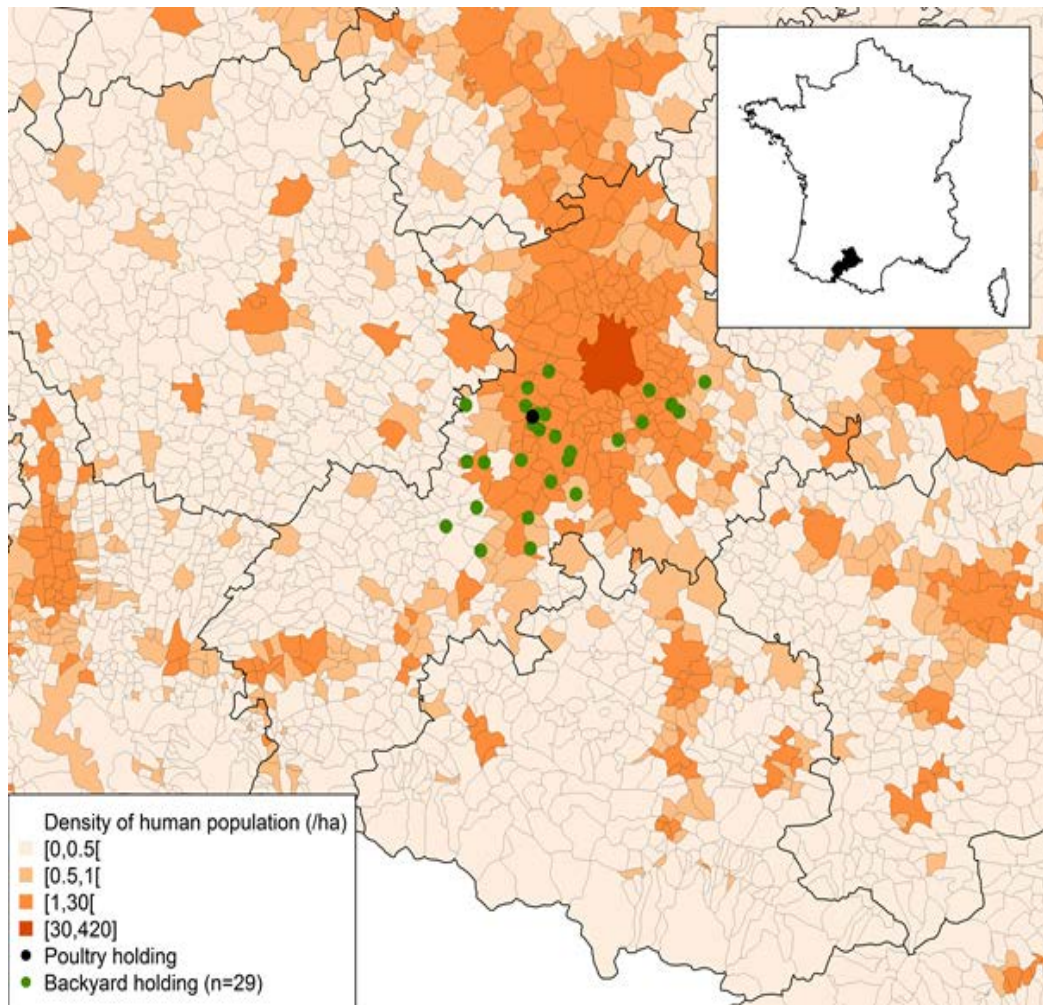 Density of human population (/ha)
[0,0.5[
[0.5,1[
[1,30[
[30,420]
Poultry holding
Backyard holding (n=29)